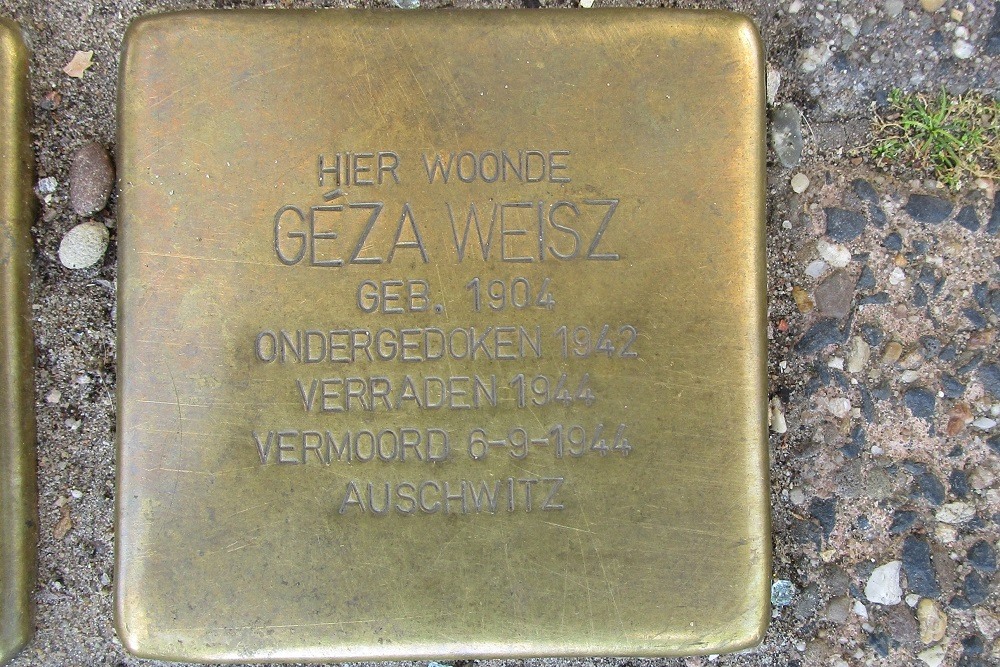 HIER WOONDE
GÉZA WEISZ
GEB. 1904
ONDERGEDOKEN 1942
VERRADEN 1944
VERMOORD 6-9-1944
AUSCHWITZ